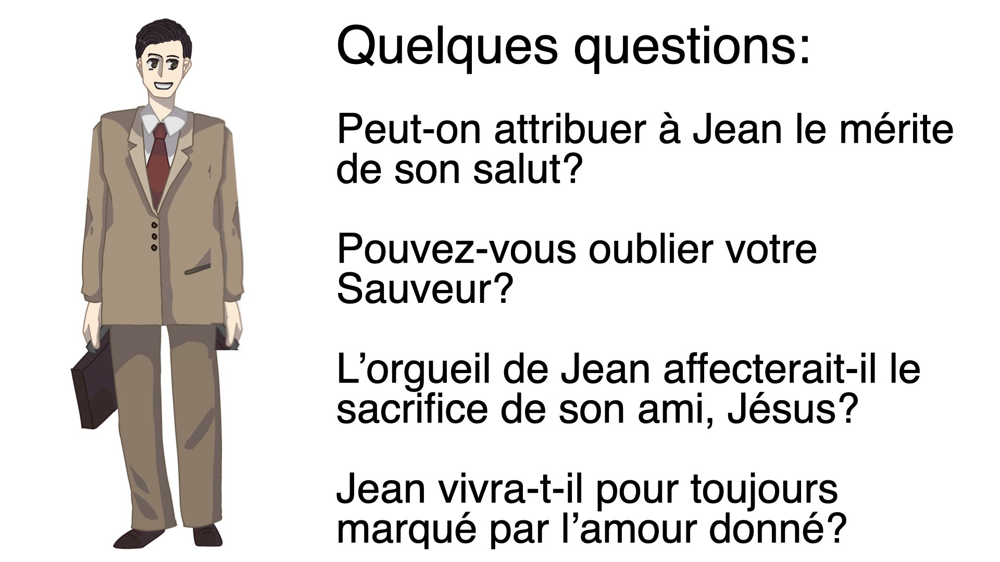 Quelques questions:
Peut-on attribuer à Jean le mérite
de son salut?
Pouvez-vous oublier votre
Sauveur?
L’orgueil de Jean affecterait-il le
sacrifice de son ami, Jésus?
Jean vivra-t-il pour toujours
marqué par l’amour donné?